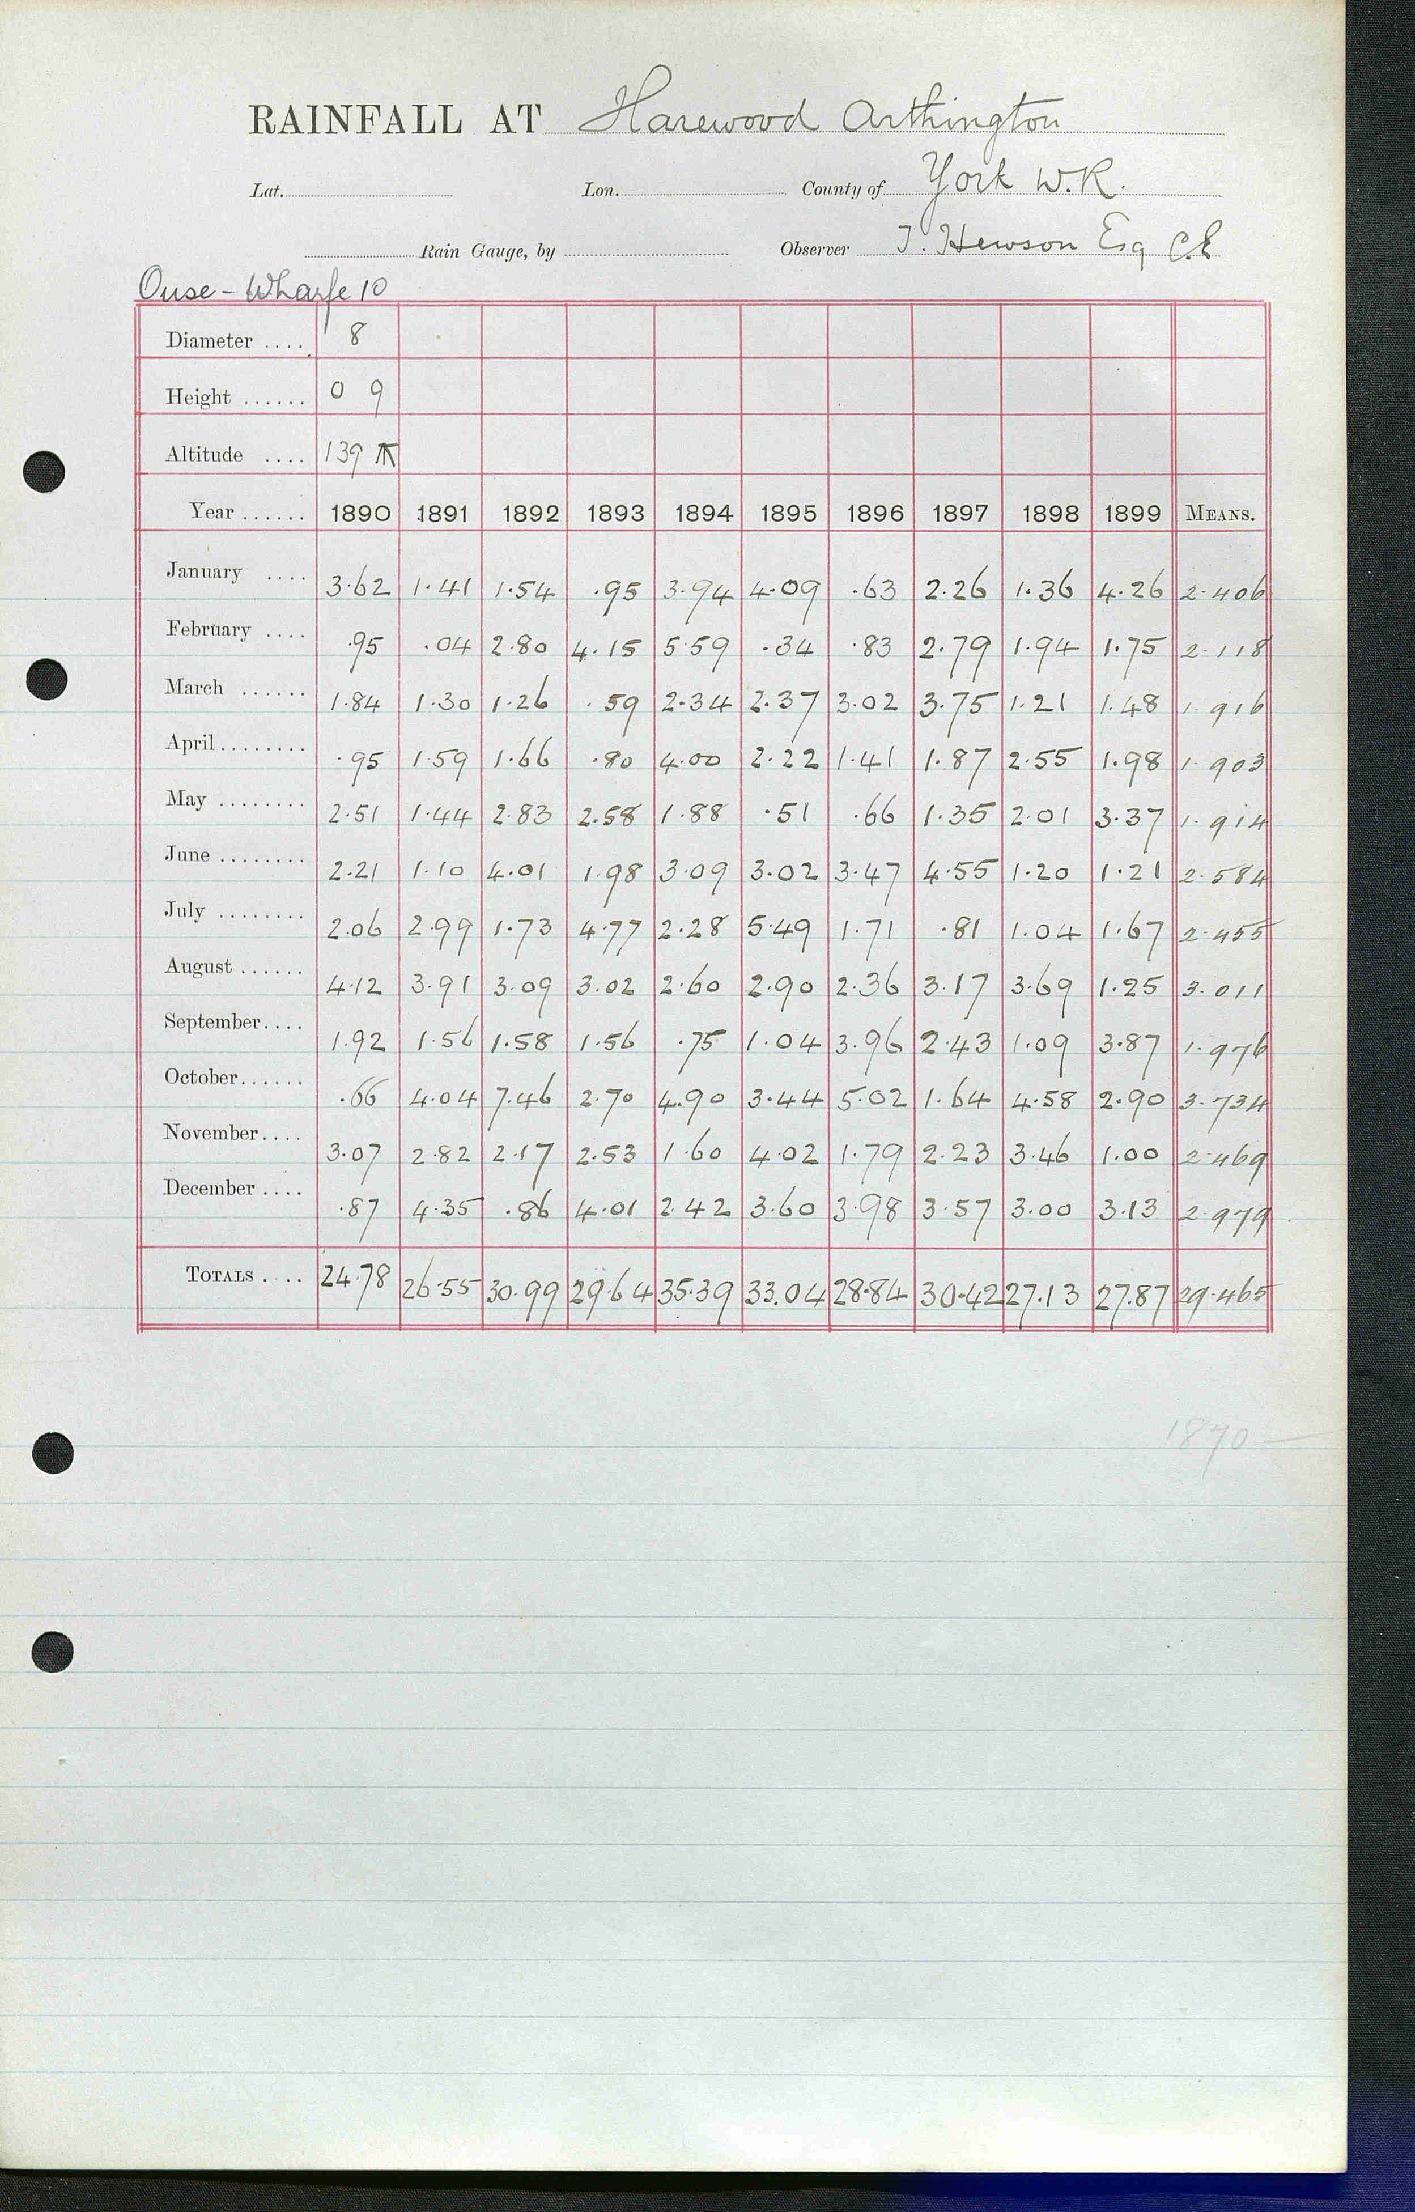 RAINFALL AT Harewood Arthington
Lat. Lon. County of York W.R.
Rain Gauge, by Observer T. Hewson Esq C.E
Ouse - Wharfe 10
Diameter .... 8
Height ...... 0 9
Altitude .... 139
Year ...... 1890 1891 1892 1893 1894 1895 1896 1897 1898 1899 MEANS.
January .... 3.62 1.41 1.54 .95 3.94 4.09 .63 2.26 1.36 4.26 2.406
February .... .95 .04 2.80 4.15 5.59 .34 .83 2.79 1.94 1.75 2.118
March ...... 1.84 1.30 1.26 .59 2.34 2.37 3.02 3.75 1.21 1.48 1.916
April ........ .95 1.59 1.66 .80 4.00 2.22 1.41 1.87 2.55 1.98 1.903
May ........ 2.51 1.44 2.83 2.58 1.88 .51 .66 1.35 2.01 3.37 1.914
June ........ 2.21 1.10 4.01 1.98 3.09 3.02 3.47 4.55 1.20 1.21 2.584
July ........ 2.06 2.99 1.73 4.77 2.28 5.49 1.71 .81 1.04 1.67 2.455
August ...... 4.12 3.91 3.09 3.02 2.60 2.90 2.36 3.17 3.69 1.25 3.011
September .... 1.92 1.56 1.58 1.56 .75 1.04 3.96 2.43 1.09 3.87 1.976
October ...... .66 4.04 7.46 2.70 4.90 3.44 5.02 1.64 4.58 2.90 3.734
November .... 3.07 2.82 2.17 2.53 1.60 4.02 1.79 2.23 3.46 1.00 2.469
December .... .87 4.35 .86 4.01 2.42 3.60 3.98 3.57 3.00 3.13 2.979
TOTALS .... 24.78 26.55 30.99 29.64 35.39 33.04 28.84 30.42 27.13 27.87 29.465
1870 —